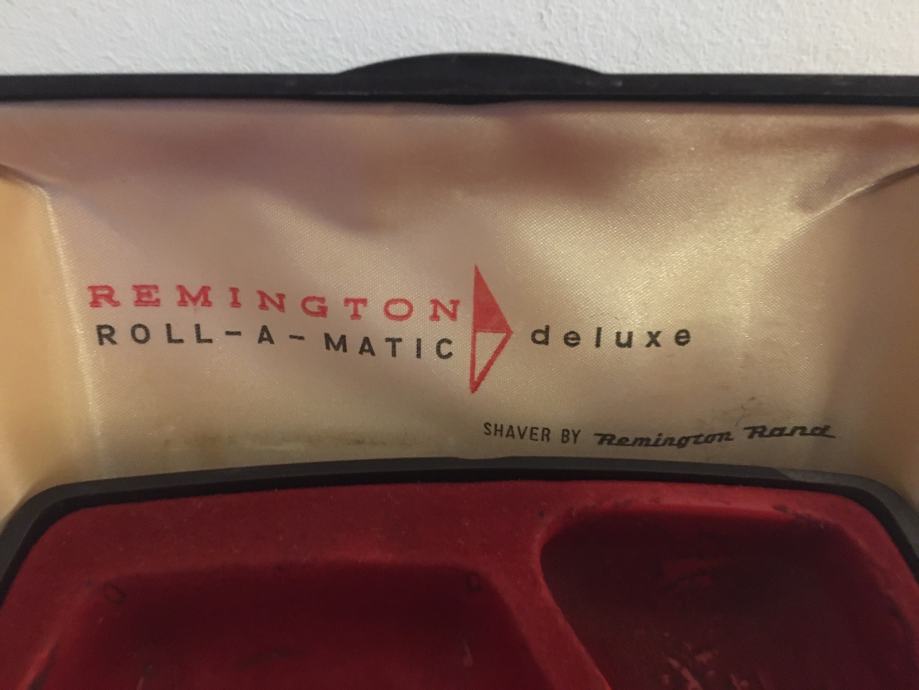 REMINGTON
ROLL-A-MATIC deluxe
SHAVER BY Remington Rand